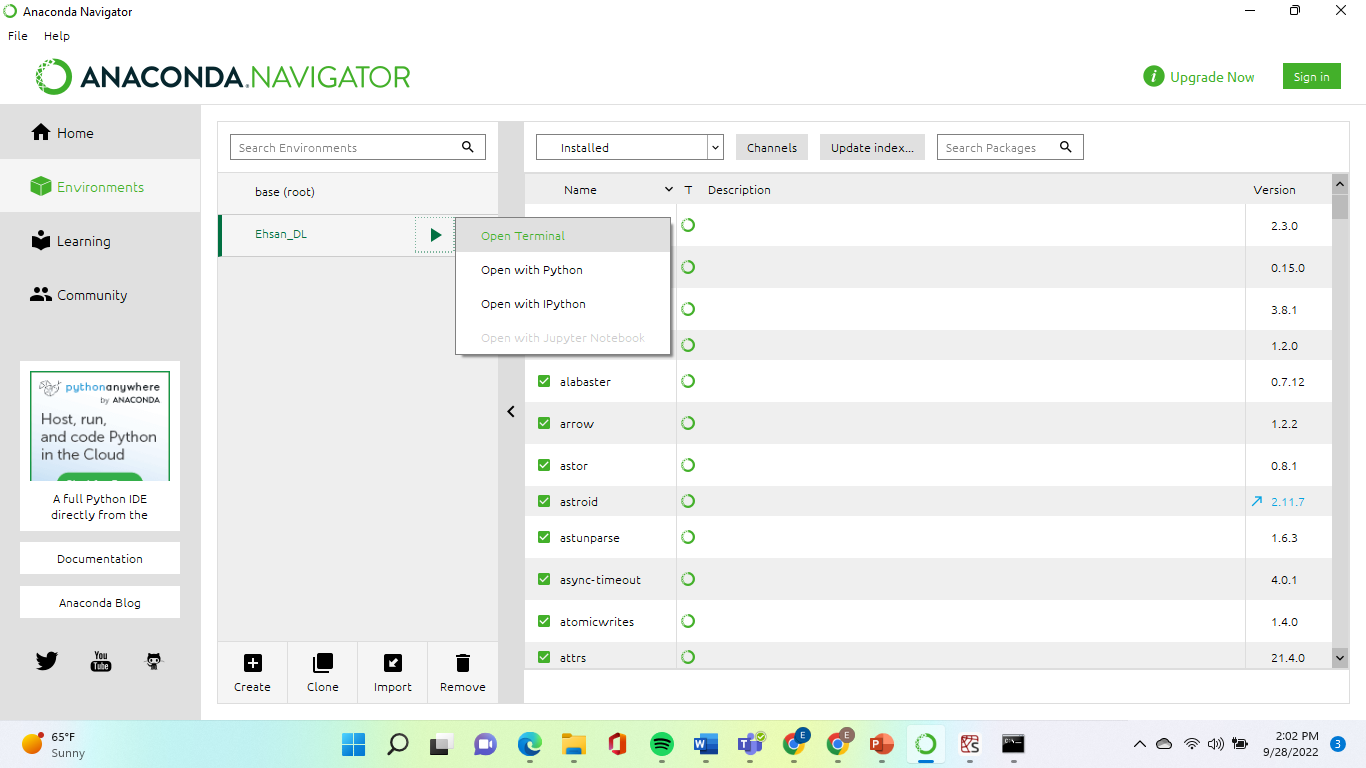 Anaconda Navigator
File Help
ANACONDA.NAVIGATOR
i Upgrade Now
Sign in
Home
Environments
Learning
Community
pythonanywhere
by ANACONDA
Host, run,
and code Python
in the Cloud
A full Python IDE
directly from the
Documentation
Anaconda Blog
You
Tube
Search Environments
base (root)
Ehsan_DL
Open Terminal
Open with Python
Open with IPython
Open with Jupyter Notebook
Create Clone Import Remove
Installed
Channels
Update index...
Search Packages
Name T Description Version
2.3.0
0.15.0
3.8.1
1.2.0
alabaster 0.7.12
arrow 1.2.2
astor 0.8.1
astroid 2.11.7
astunparse 1.6.3
async-timeout 4.0.1
atomicwrites 1.4.0
attrs 21.4.0
65°F
Sunny
E
E
2:02 PM
9/28/2022
3